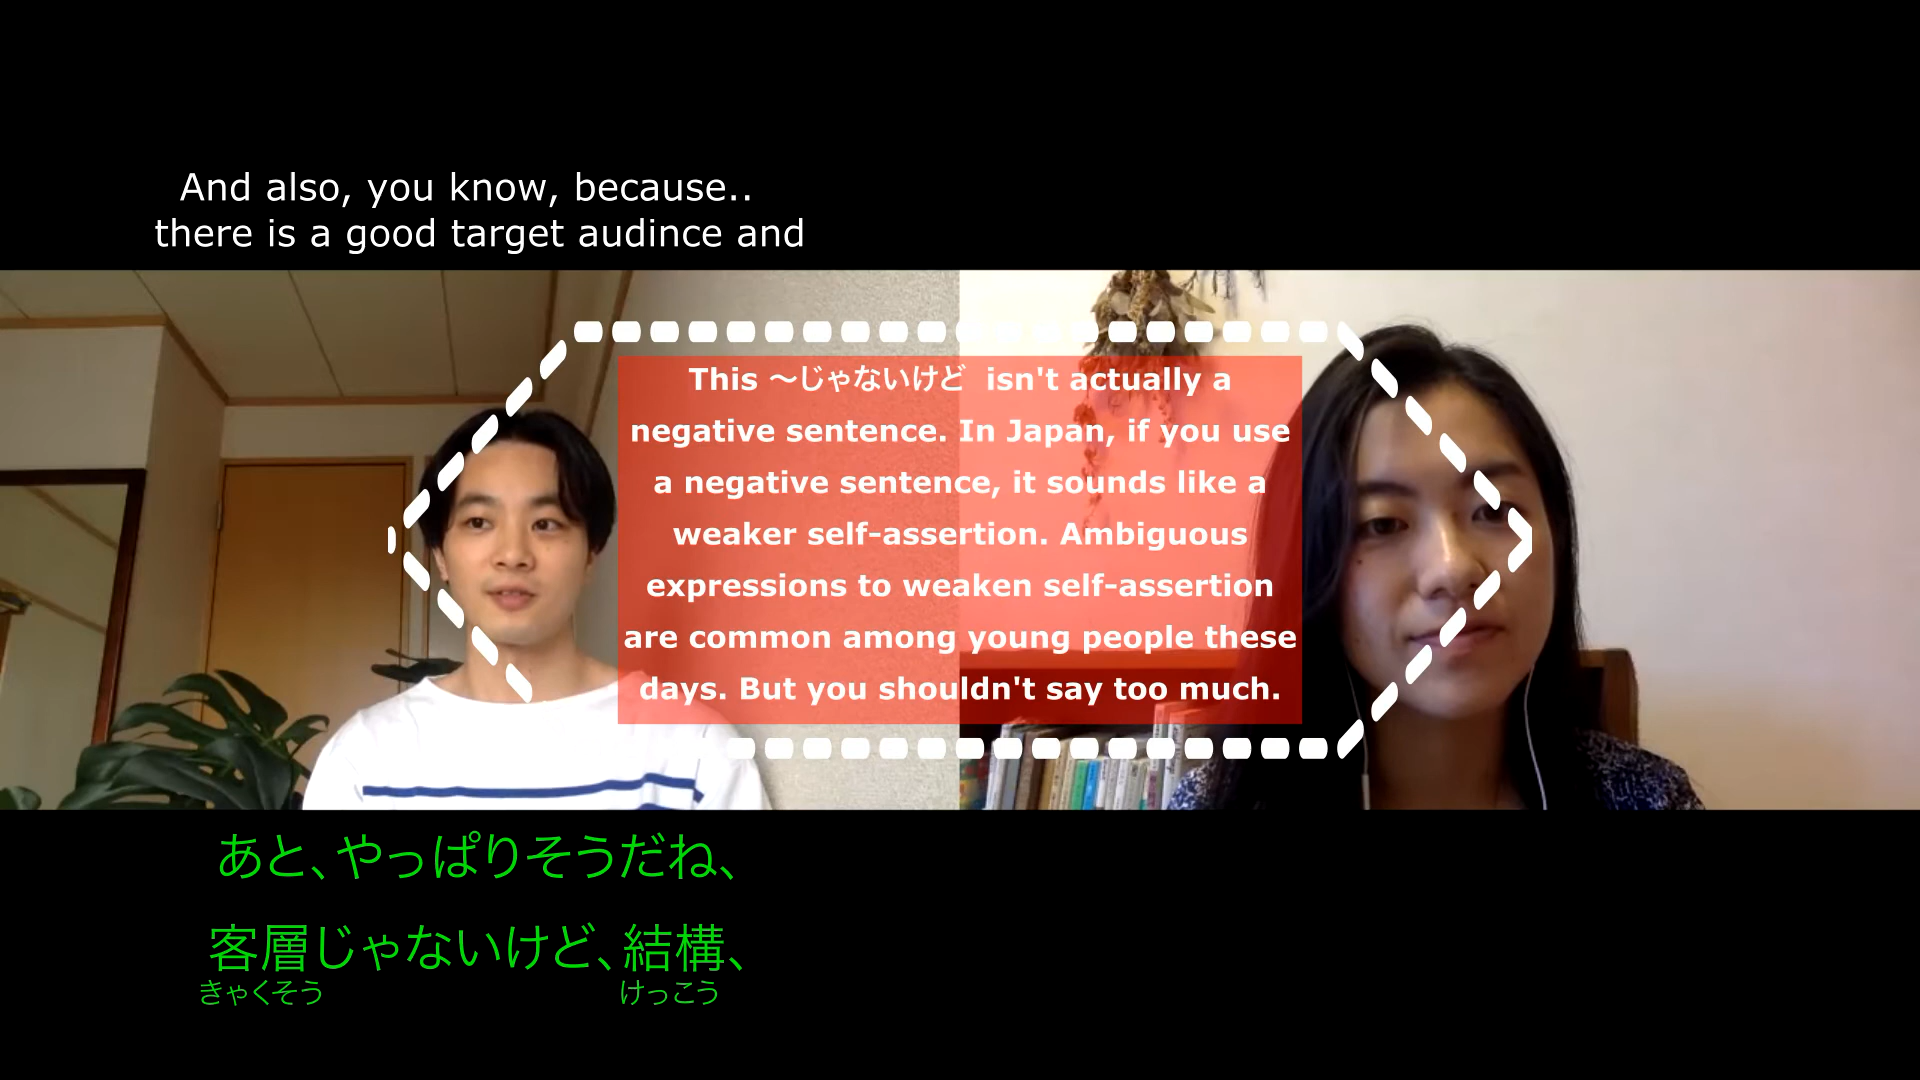 And also, you know, because..
there is a good target audince and
This ～じゃないけど isn't actually a
negative sentence. In Japan, if you use
a negative sentence, it sounds like a
weaker self-assertion. Ambiguous
expressions to weaken self-assertion
are common among young people these
days. But you shouldn't say too much.
あと、やっぱりそうだね、
客層じゃないけど、結構、
きゃくそう けっこう